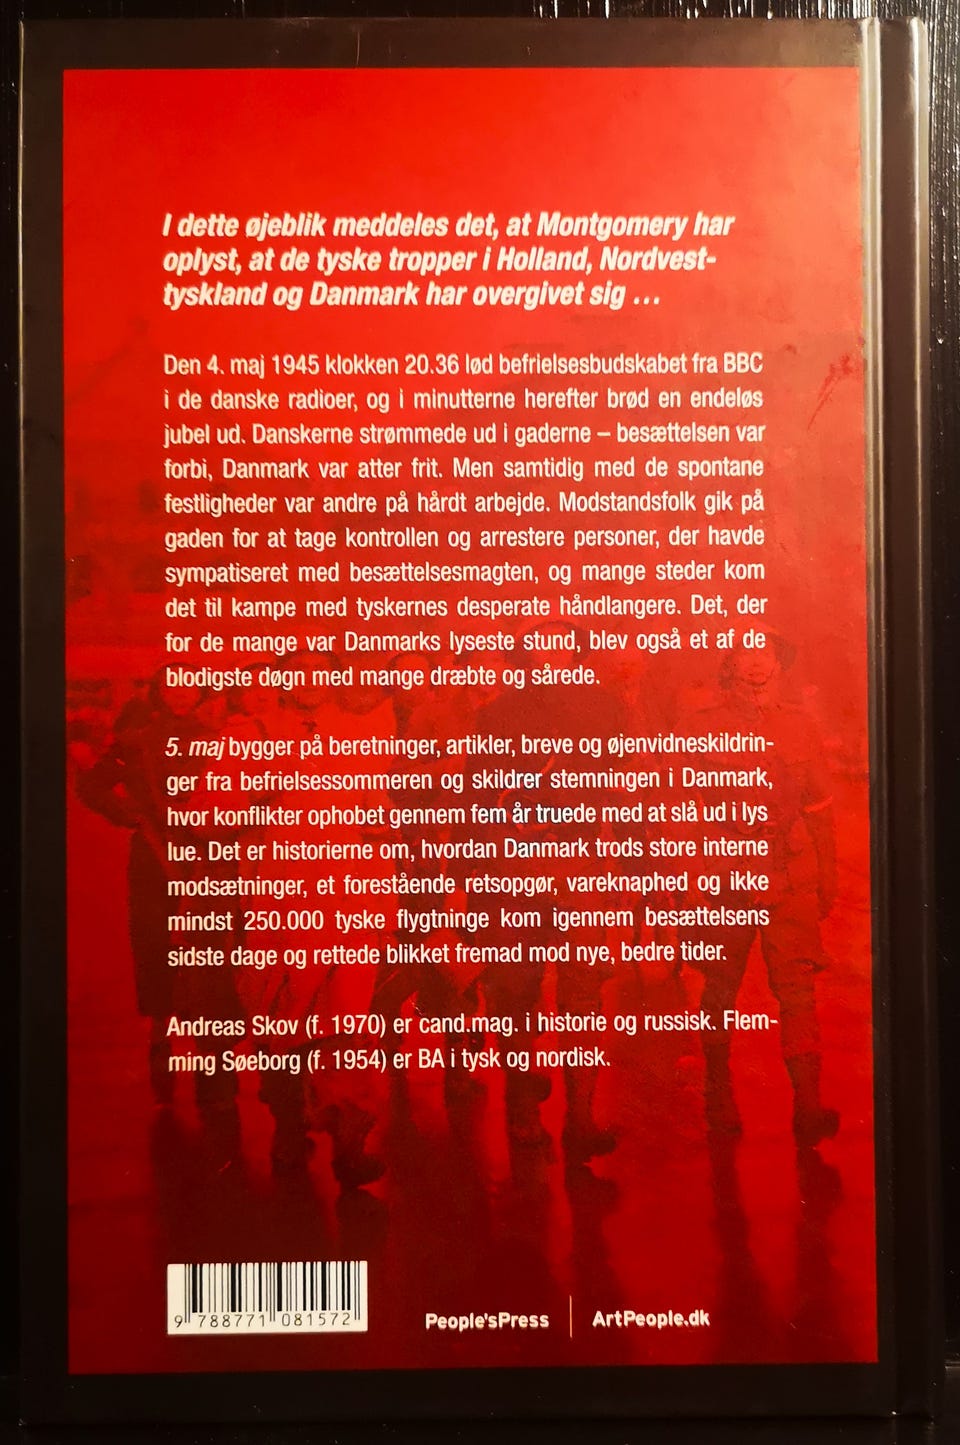 I dette øjeblik meddeles det, at Montgomery har
oplyst, at de tyske tropper i Holland, Nordvest-
tyskland og Danmark har overgivet sig ...
Den 4. maj 1945 klokken 20.36 lød befrielsesbudskabet fra BBC
i de danske radioer, og i minutterne herefter brød en endeløs
jubel ud. Danskerne strømmede ud i gaderne – besættelsen var
forbi, Danmark var atter frit. Men samtidig med de spontane
festligheder var andre på hårdt arbejde. Modstandsfolk gik på
gaden for at tage kontrollen og arrestere personer, der havde
sympatiseret med besættelsesmagten, og mange steder kom
det til kampe med tyskernes desperate håndlangere. Det, der
for de mange var Danmarks lyseste stund, blev også et af de
blodigste døgn med mange dræbte og sårede.
5. maj bygger på beretninger, artikler, breve og øjenvidneskildrin-
ger fra befrielsessommeren og skildrer stemningen i Danmark,
hvor konflikter ophobet gennem fem år truede med at slå ud i lys
lue. Det er historierne om, hvordan Danmark trods store interne
modsætninger, et forestående retsopgør, vareknaphed og ikke
mindst 250.000 tyske flygtninge kom igennem besættelsens
sidste dage og rettede blikket fremad mod nye, bedre tider.
Andreas Skov (f. 1970) er cand.mag. i historie og russisk. Flem-
ming Søeborg (f. 1954) er BA i tysk og nordisk.
9 788771 081572
People'sPress | ArtPeople.dk